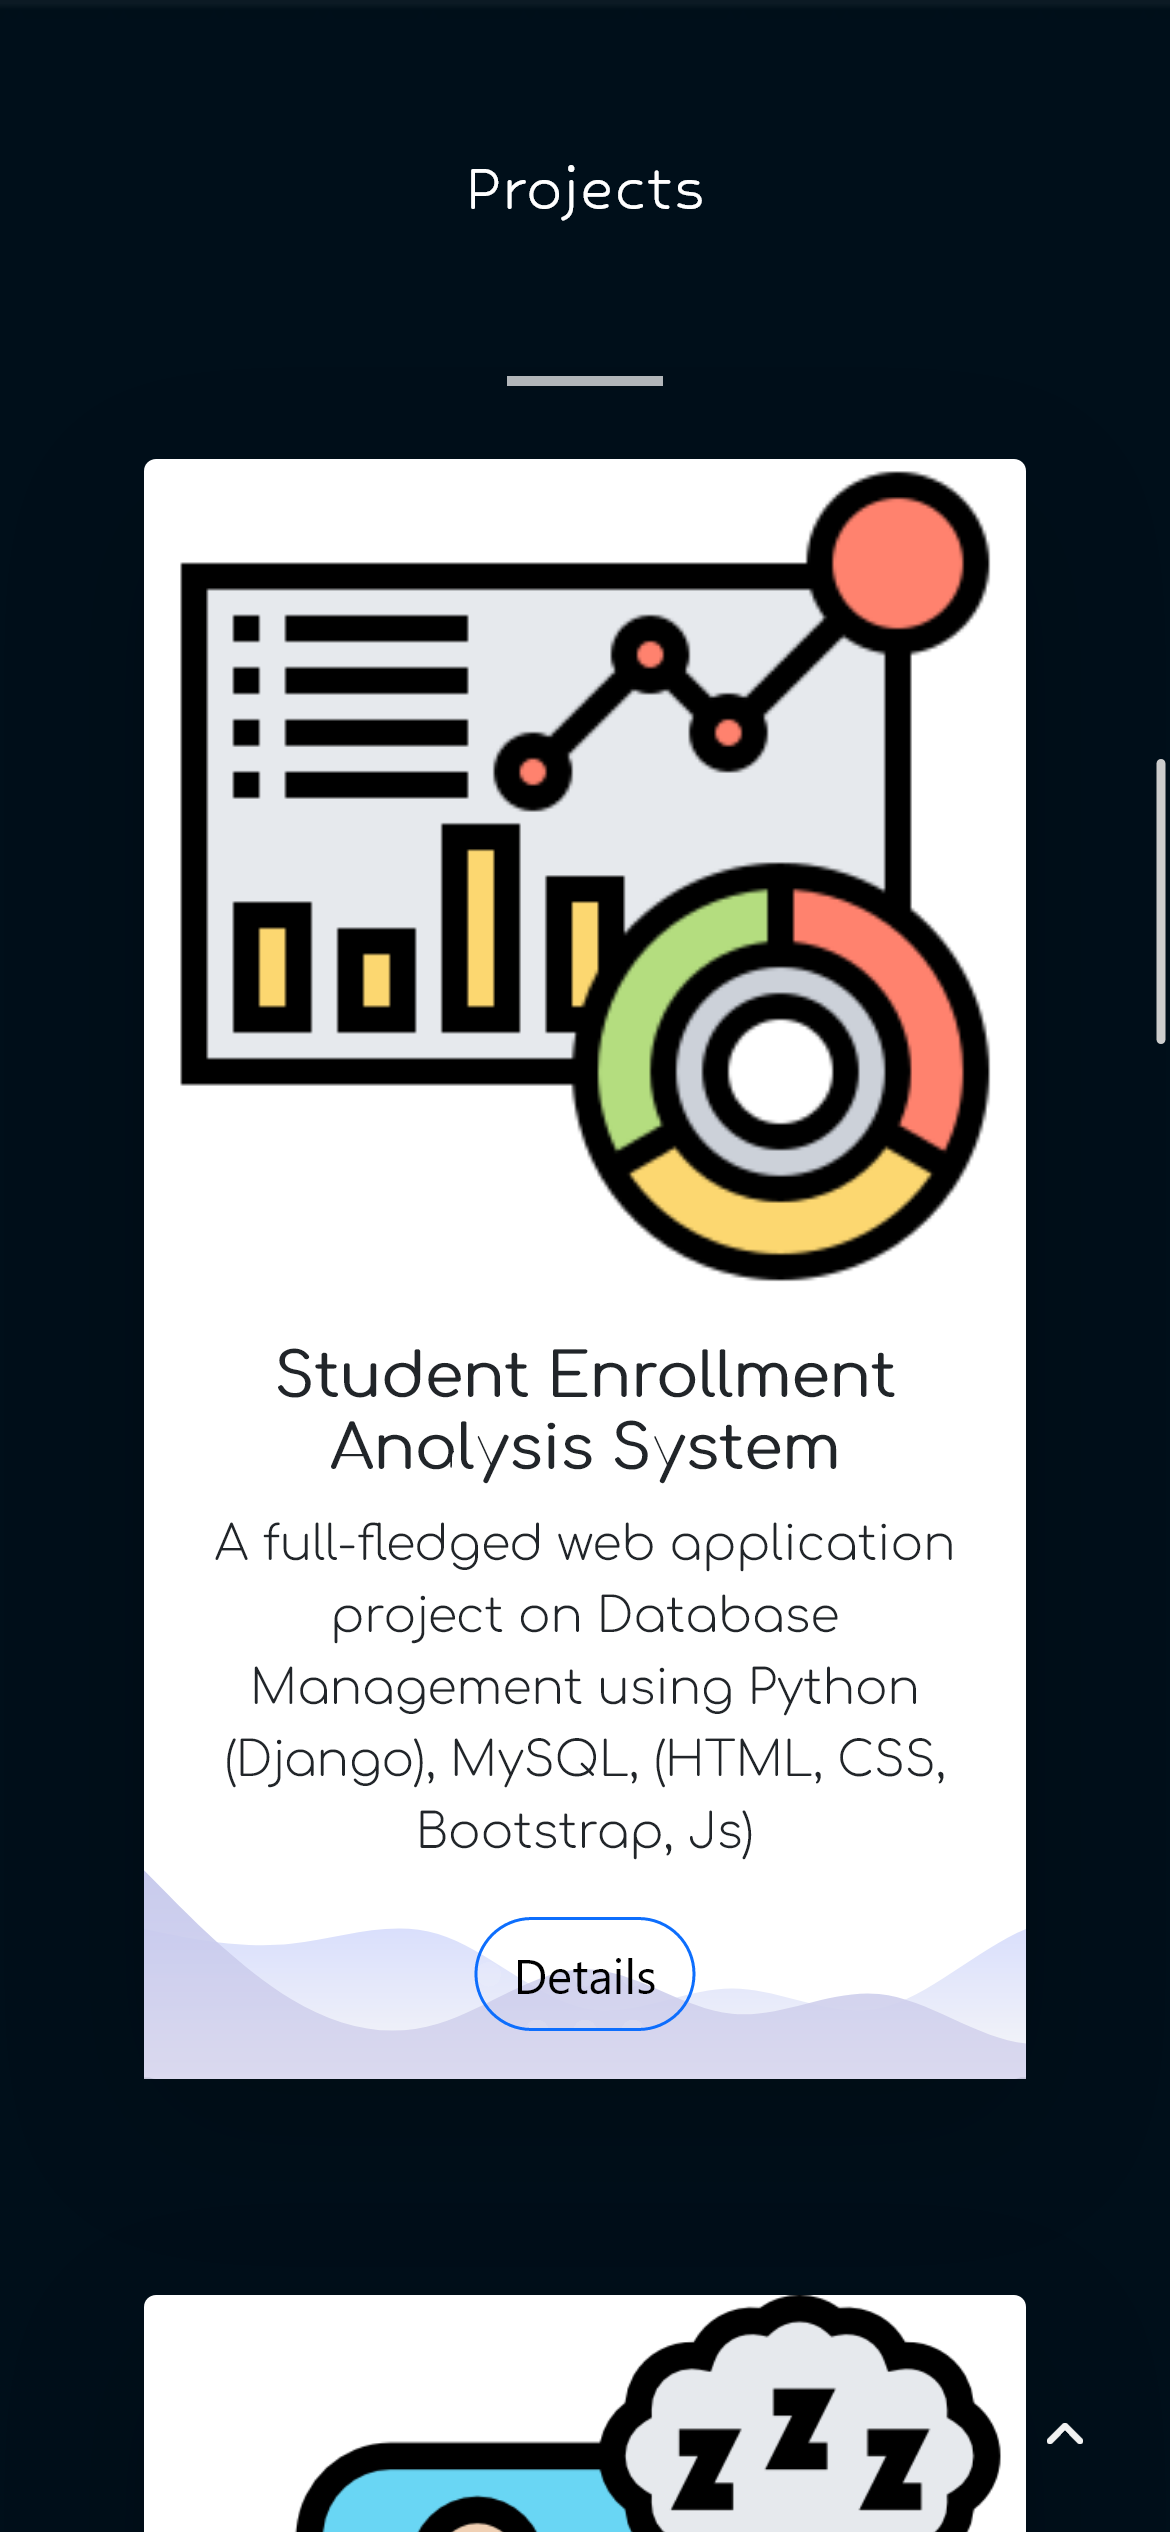 Projects
Student Enrollment
Analysis System
A full-fledged web application
project on Database
Management using Python
(Django), MySQL, (HTML, CSS,
Bootstrap, Js)
Details
z z z